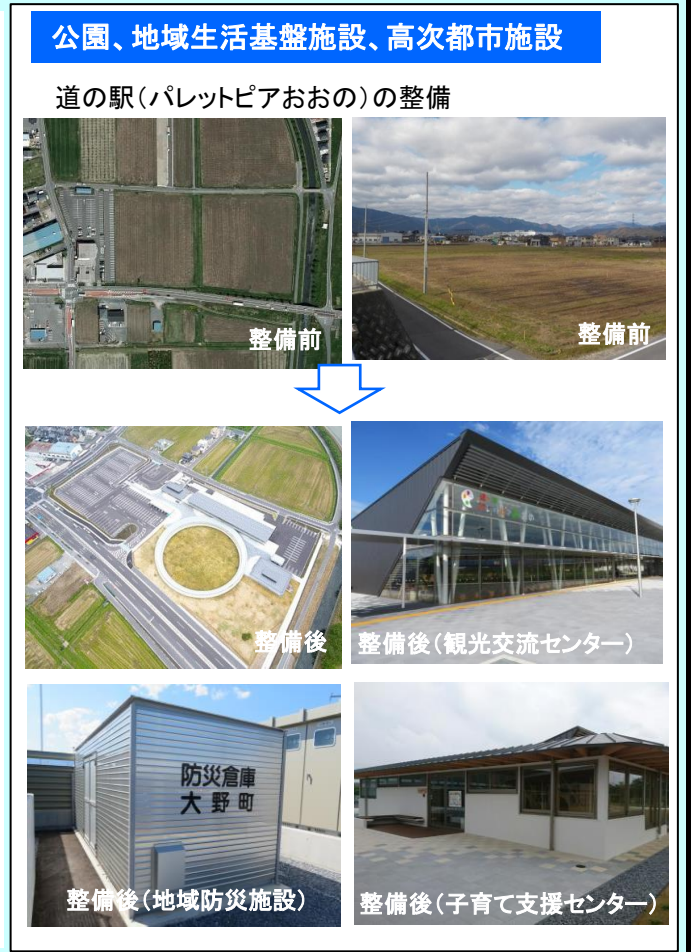 公園、地域生活基盤施設、高次都市施設
道の駅(パレットピアおおの)の整備
整備前
整備前
整備後
整備後(観光交流センター)
防災倉庫
大野町
整備後(地域防災施設)
整備後(子育て支援センター)